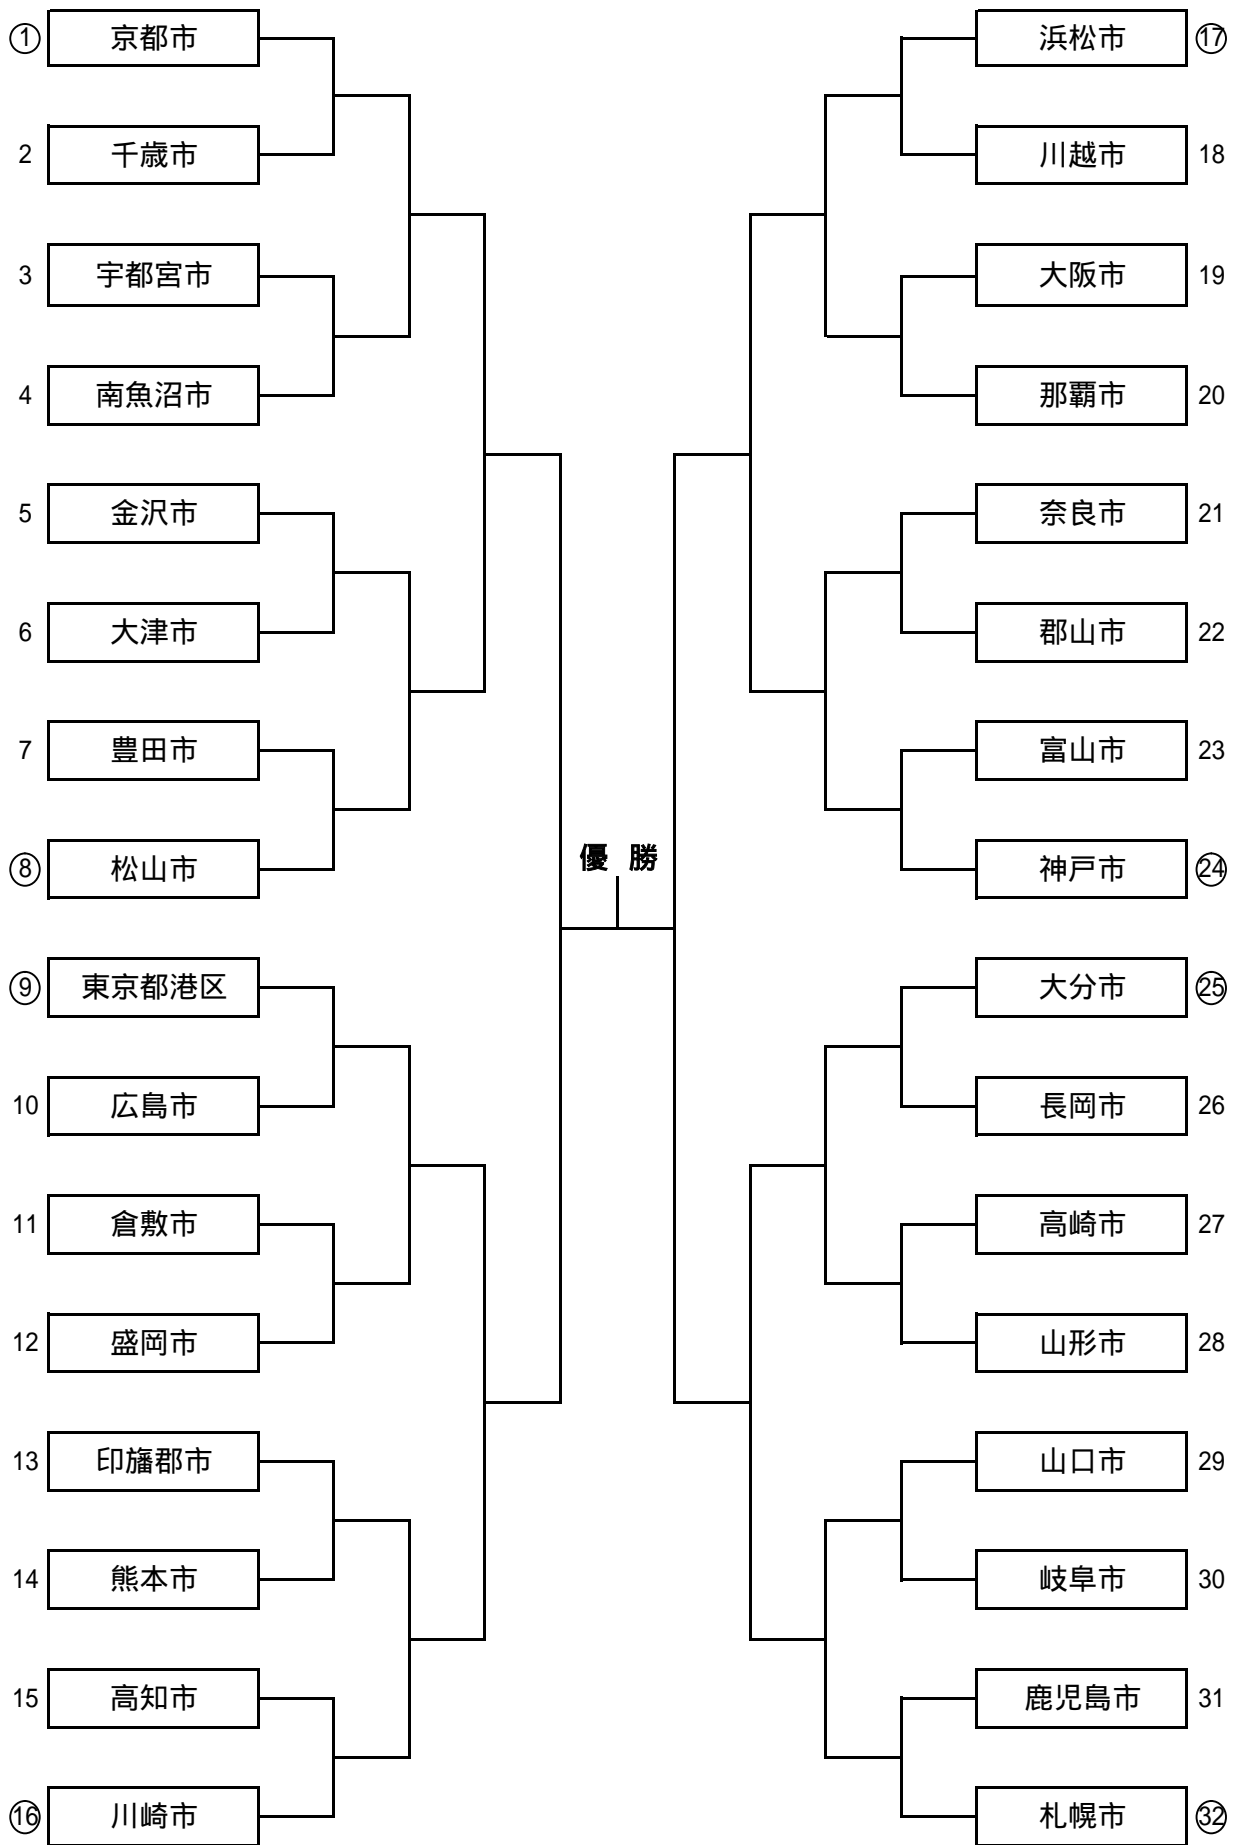 ① 京都市
2 千歳市
3 宇都宮市
4 南魚沼市
5 金沢市
6 大津市
7 豊田市
⑧ 松山市
⑨ 東京都港区
10 広島市
11 倉敷市
12 盛岡市
13 印旛郡市
14 熊本市
15 高知市
⑯ 川崎市
優 勝
浜松市 ⑰
川越市 18
大阪市 19
那覇市 20
奈良市 21
郡山市 22
富山市 23
神戸市 ㉔
大分市 ㉕
長岡市 26
高崎市 27
山形市 28
山口市 29
岐阜市 30
鹿児島市 31
札幌市 ㉜